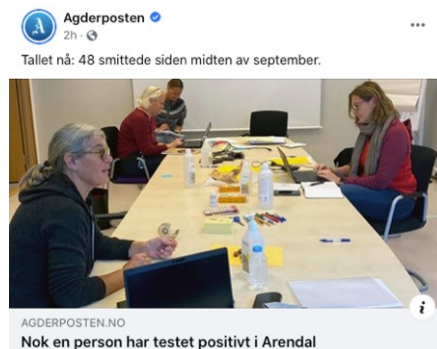 Agderposten
2h
Tallet nå: 48 smittede siden midten av september.
AGDERPOSTEN.NO
Nok en person har testet positivt i Arendal